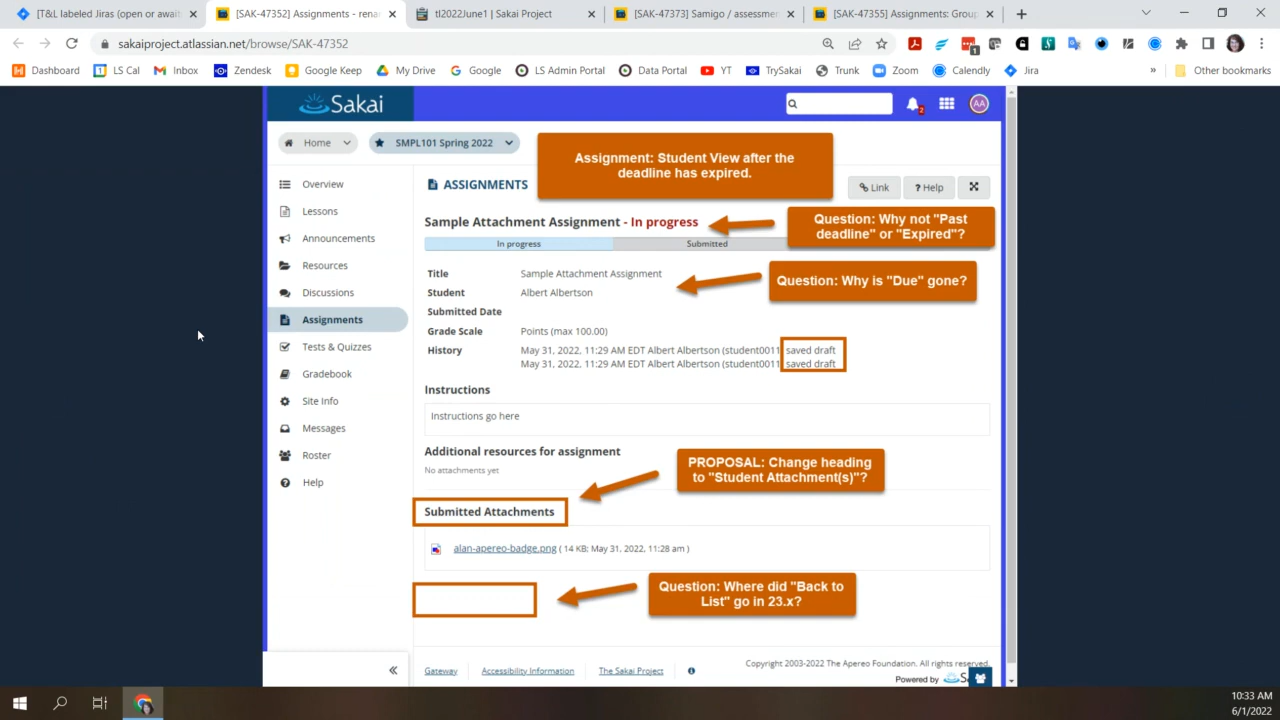 [T&L labeled Jiras (open or await
[SAK-47352] Assignments - rena
tl2022June1 | Sakai Project
[SAK-47373] Samigo / assessmen
[SAK-47355] Assignments: Group
sakaiproject.atlassian.net/browse/SAK-47352
Dashboard
LS Cal
Inbox
Zendesk
Google Keep
My Drive
Google
LS Admin Portal
Data Portal
YT
TrySakai
Trunk
Zoom
Calendly
Jira
»
Other bookmarks
Sakai
2
AA
Home
SMPL101 Spring 2022
Assignment: Student View after the
deadline has expired.
Overview
Lessons
Announcements
Resources
Discussions
Assignments
Tests & Quizzes
Gradebook
Site Info
Messages
Roster
Help
«
ASSIGNMENTS
Link
? Help
Sample Attachment Assignment - In progress
Question: Why not "Past
deadline" or "Expired"?
In progress
Submitted
Title Sample Attachment Assignment
Question: Why is "Due" gone?
Student Albert Albertson
Submitted Date
Grade Scale Points (max 100.00)
History May 31, 2022, 11:29 AM EDT Albert Albertson (student0011 saved draft
May 31, 2022, 11:29 AM EDT Albert Albertson (student0011 saved draft
Instructions
Instructions go here
Additional resources for assignment
No attachments yet
PROPOSAL: Change heading
to "Student Attachment(s)"?
Submitted Attachments
alan-apereo-badge.png ( 14 KB; May 31, 2022, 11:28 am )
Question: Where did "Back to
List" go in 23.x?
Gateway
Accessibility Information
The Sakai Project
Copyright 2003-2022 The Apereo Foundation. All rights reserved.
Powered by
10:33 AM
6/1/2022